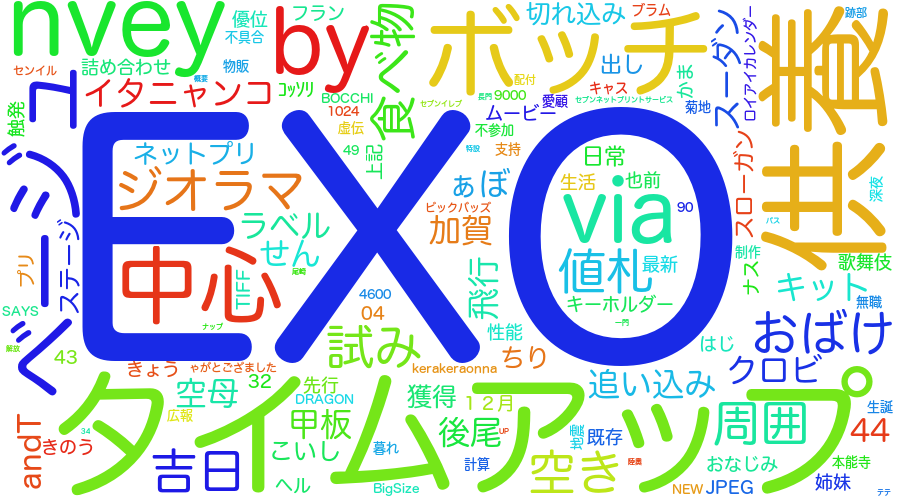 nvey
by
フラン
優位
不具合
食べ物
ボッチ
切れ込み
プラム
跡部
スーダン
ロイアイカレンダー
養
センイル
詰め合わせ
物販
概要
イタニャンコ
コッソリ
出し
配付
キャス
かま
セブンイレブ
長門
9000
愛顧
セブンネットプリントサービス
菊地
ムービー
BOCCHI
1024
触発
ベージュ
虚伝
不参加
EXO
ネットプリ
49
上記
特設
支持
日常
スローガン
供
ジオラマ
ぁぼ
生活
也前
深夜
ビックバッズ
90
ラベル
加賀
via
パス
ステージ
せん
中心
TIFF
尾崎
飛行
値札
最新
制作
ナス
歌舞伎
プリ
4600
キーホルダー
キット
無職
SAYS
04
ナップ
一門
性能
おばけ
解放
43
試み
ちり
はじ
クロビ
きょう
ゃがとござました
kerakeraonna
空母
32
先行
DRAGON
獲得
１２月
追い込み
タイムアップ
広報
甲板
後尾
UP
地震
既存
周囲
生誕
44
andT
34
きのう
こいし
暮れ
計算
空き
陸奥
おなじみ
本能寺
吉日
ヘル
BigSize
NEW
JPEG
姉妹
テテ